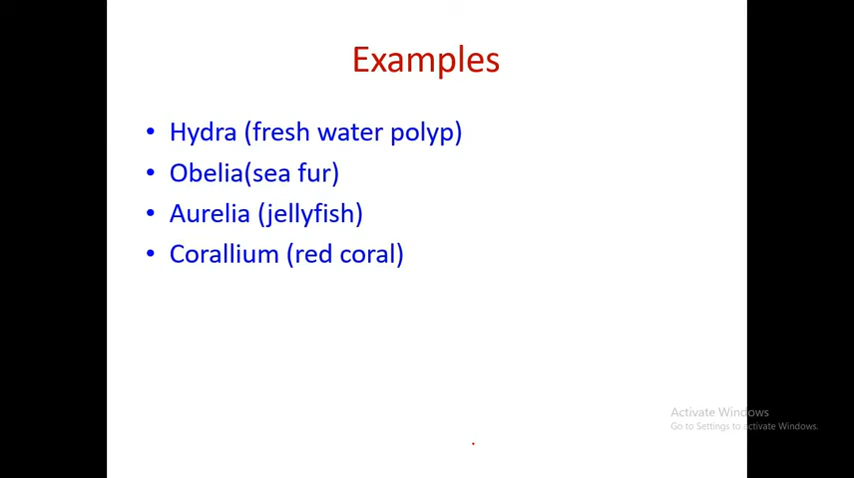 Examples
• Hydra (fresh water polyp)
• Obelia(sea fur)
• Aurelia (jellyfish)
• Corallium (red coral)
Activate Windows
Go to Settings to activate Windows.